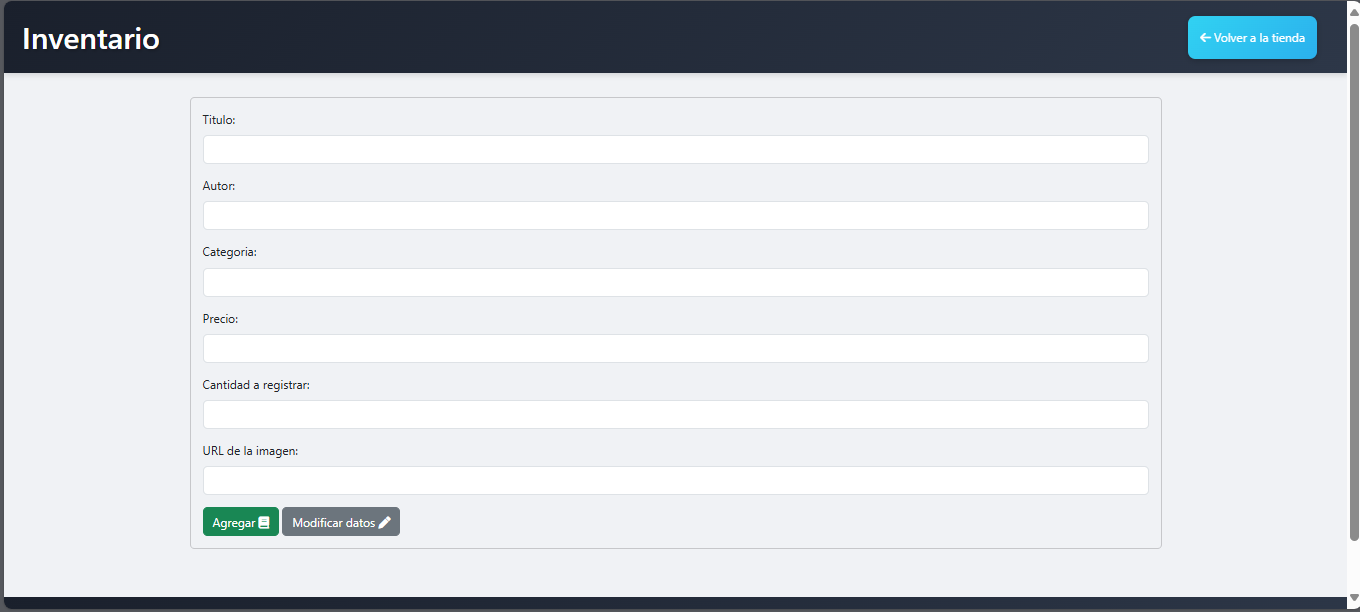 Inventario
Volver a la tienda
Titulo:
Autor:
Categoria:
Precio:
Cantidad a registrar:
URL de la imagen:
Agregar
Modificar datos